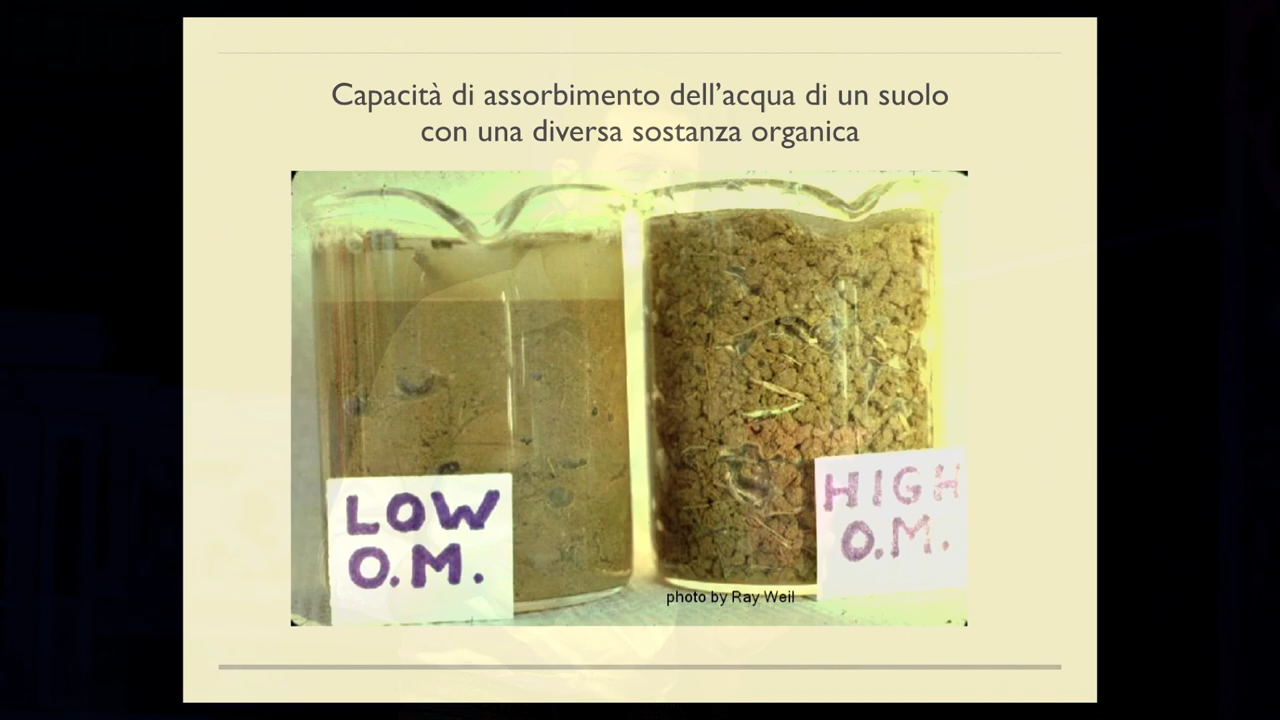 Capacità di assorbimento dell’acqua di un suolo
con una diversa sostanza organica
LOW
O.M.
HIGH
O.M.
photo by Ray Weil